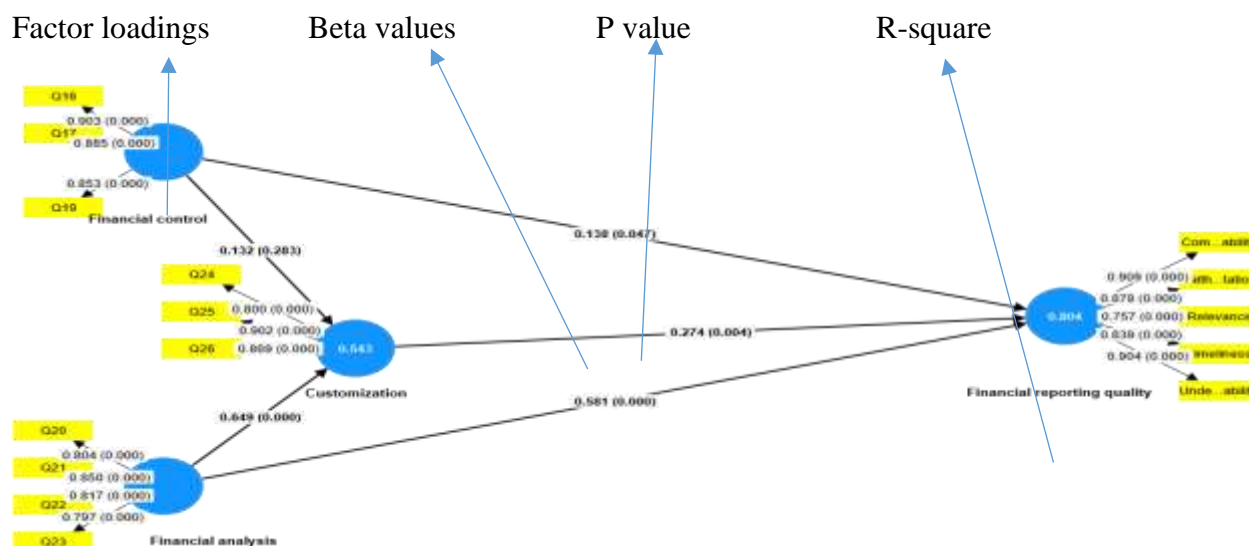 Factor loadings Beta values P value R-square
Q16
0.903 (0.000)
Q17
0.885 (0.000)
0.853 (0.000)
Q19
Financial control
0.138 (0.047)
0.132 (0.283)
Q24
0.800 (0.000)
Q25
0.902 (0.000)
Q26
0.869 (0.000)
0.543
Customization
0.274 (0.004)
Com...abili
0.909 (0.000)
0.878 (0.000)
0.804
0.757 (0.000)
Relevance
0.838 (0.000)
0.904 (0.000)
Unde...abili
Financial reporting quality
0.649 (0.000)
0.581 (0.000)
Q20
0.804 (0.000)
Q21
0.850 (0.000)
0.817 (0.000)
Q22
0.797 (0.000)
Q23
Financial analysis